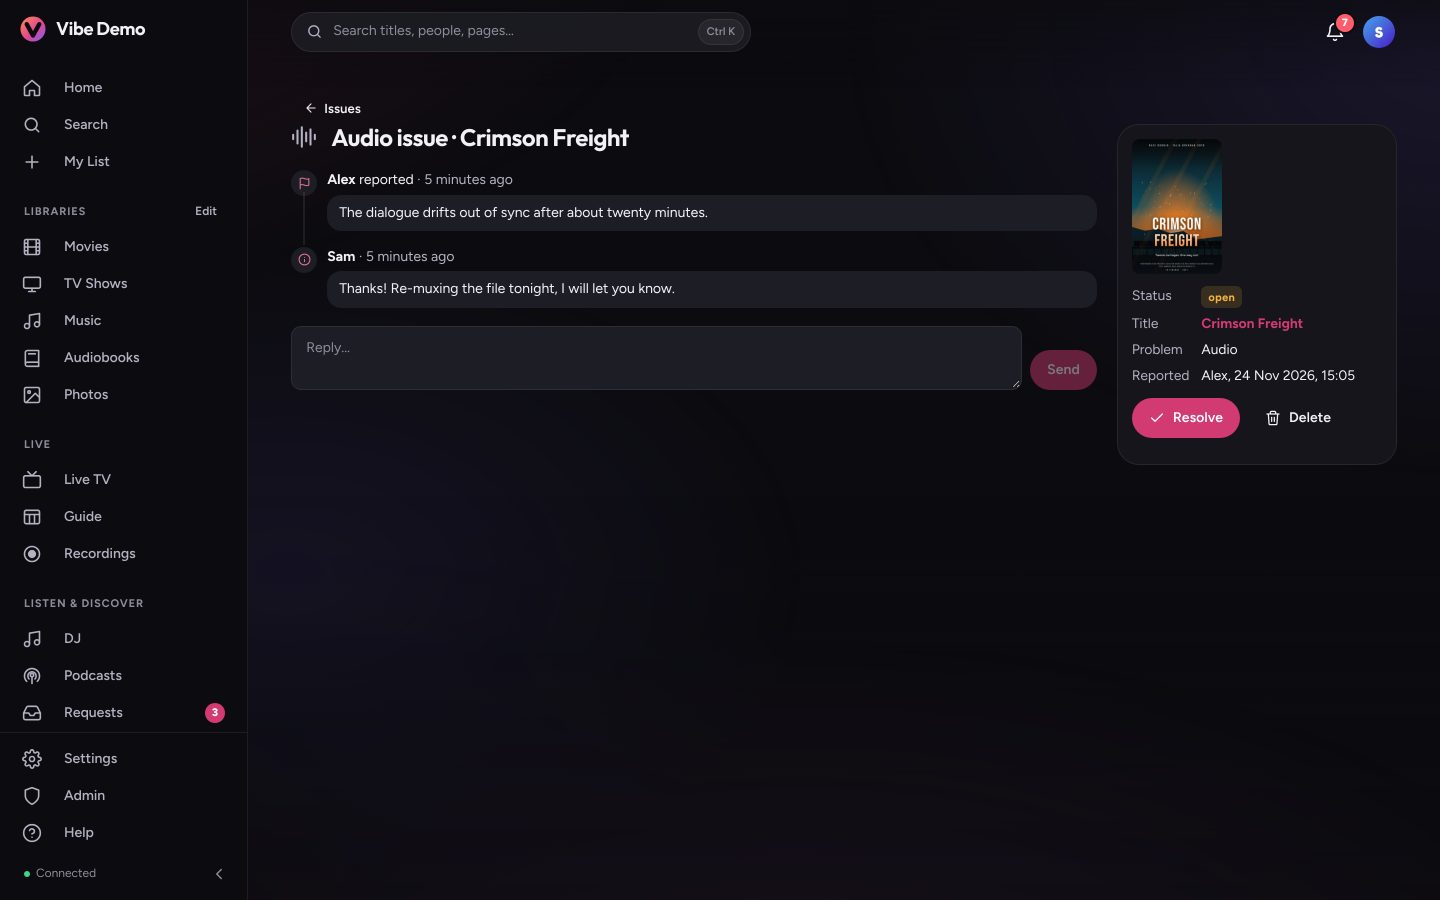 Vibe Demo
Search titles, people, pages...
Ctrl K
7
S
Home
Search
My List
LIBRARIES
Edit
Movies
TV Shows
Music
Audiobooks
Photos
LIVE
Live TV
Guide
Recordings
LISTEN & DISCOVER
DJ
Podcasts
Requests
3
Settings
Admin
Help
Connected
Issues
Audio issue · Crimson Freight
Alex reported · 5 minutes ago
The dialogue drifts out of sync after about twenty minutes.
Sam · 5 minutes ago
Thanks! Re-muxing the file tonight, I will let you know.
Reply...
Send
CRIMSON
FREIGHT
Status open
Title Crimson Freight
Problem Audio
Reported Alex, 24 Nov 2026, 15:05
Resolve
Delete